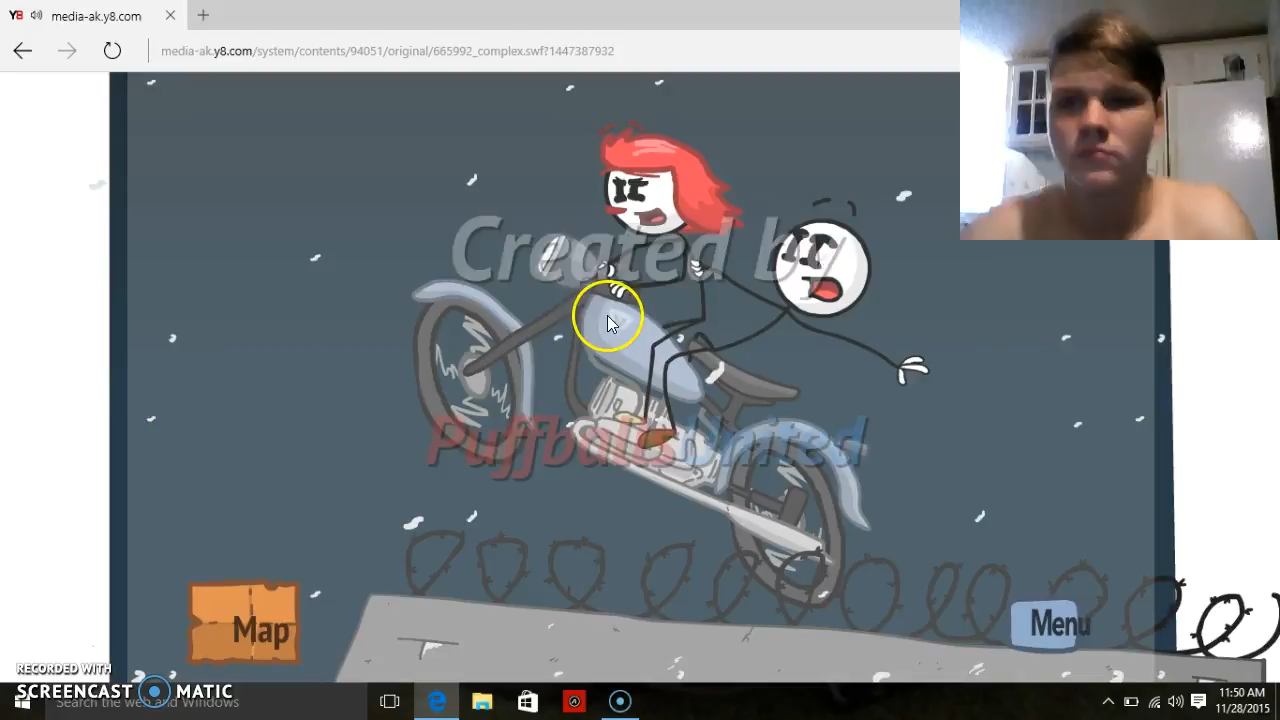 Y8 media-ak.y8.com
media-ak.y8.com/system/contents/94051/original/665992_complex.swf?1447387932
Created by
PuffballsUnited
Map
Menu
RECORDED WITH
SCREENCAST MATIC
Search the web and Windows
11:50 AM
11/28/2015